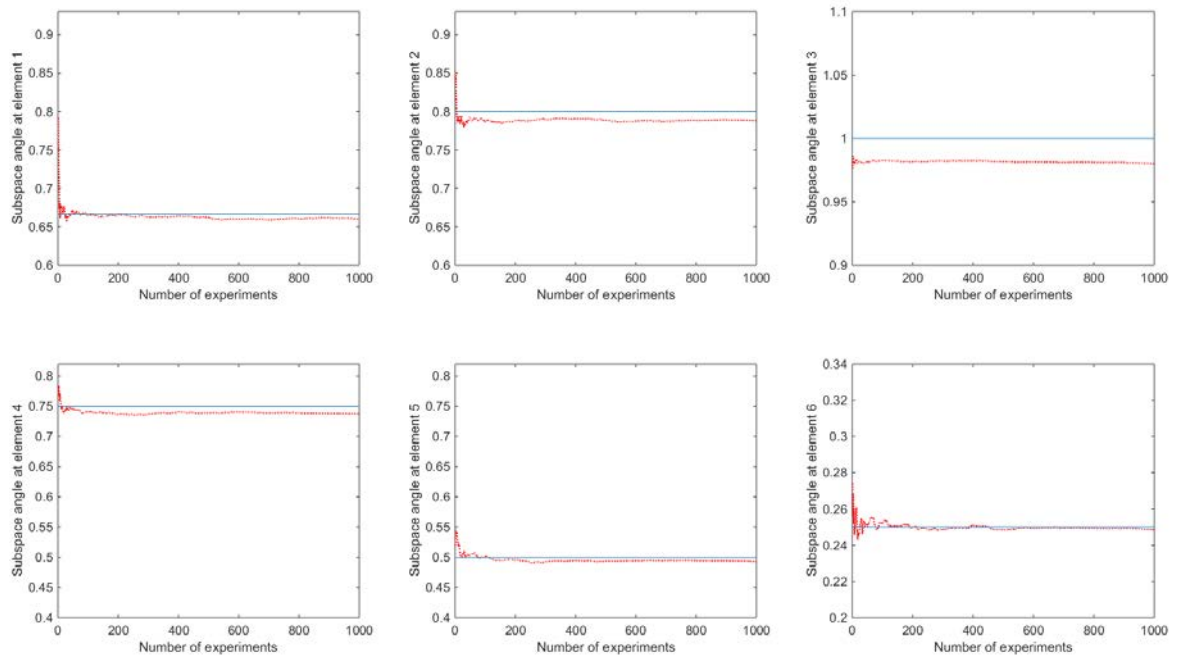 Subspace angle at element 1
0.9
0.85
0.8
0.75
0.7
0.65
0.6
0 200 400 600 800 1000
Number of experiments
Subspace angle at element 2
0.9
0.85
0.8
0.75
0.7
0.65
0.6
0 200 400 600 800 1000
Number of experiments
Subspace angle at element 3
1.1
1.05
1
0.95
0.9
0 200 400 600 800 1000
Number of experiments
Subspace angle at element 4
0.8
0.75
0.7
0.65
0.6
0.55
0.5
0.45
0.4
0 200 400 600 800 1000
Number of experiments
Subspace angle at element 5
0.8
0.75
0.7
0.65
0.6
0.55
0.5
0.45
0.4
0 200 400 600 800 1000
Number of experiments
Subspace angle at element 6
0.34
0.32
0.3
0.28
0.26
0.24
0.22
0.2
0 200 400 600 800 1000
Number of experiments